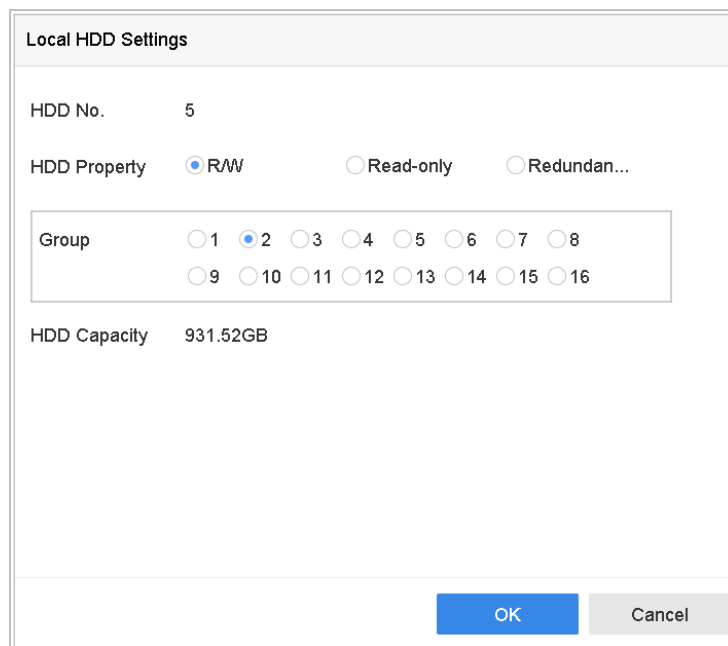 Local HDD Settings
HDD No. 5
HDD Property R/W Read-only Redundan...
Group 1 2 3 4 5 6 7 8
9 10 11 12 13 14 15 16
HDD Capacity 931.52GB
OK Cancel